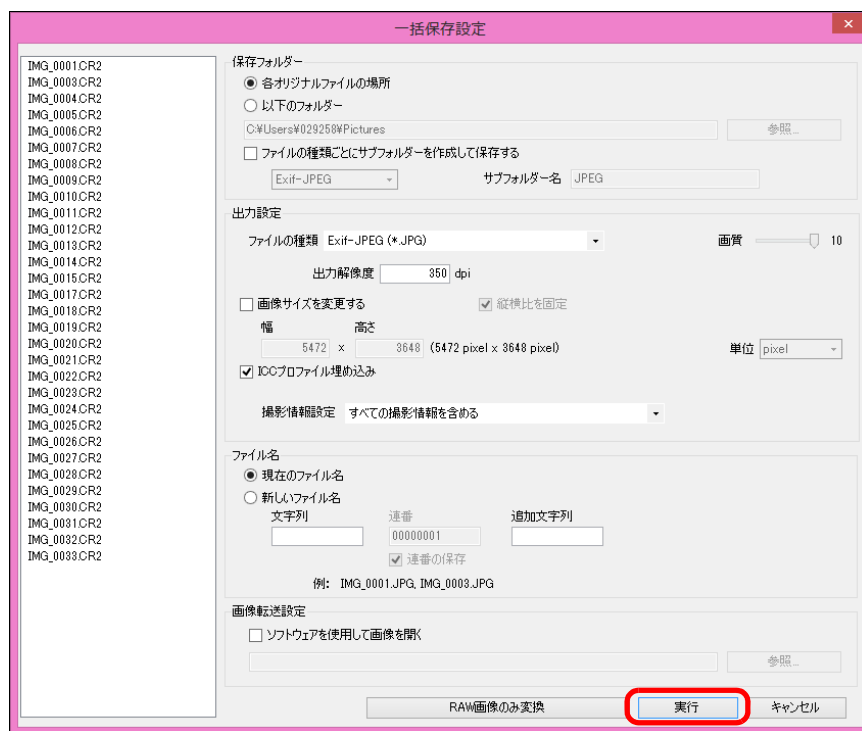 一括保存設定
IMG_0001.CR2
IMG_0003.CR2
IMG_0004.CR2
IMG_0005.CR2
IMG_0006.CR2
IMG_0007.CR2
IMG_0008.CR2
IMG_0009.CR2
IMG_0010.CR2
IMG_0011.CR2
IMG_0012.CR2
IMG_0013.CR2
IMG_0014.CR2
IMG_0015.CR2
IMG_0017.CR2
IMG_0018.CR2
IMG_0019.CR2
IMG_0020.CR2
IMG_0021.CR2
IMG_0022.CR2
IMG_0023.CR2
IMG_0024.CR2
IMG_0025.CR2
IMG_0026.CR2
IMG_0027.CR2
IMG_0028.CR2
IMG_0029.CR2
IMG_0030.CR2
IMG_0031.CR2
IMG_0032.CR2
IMG_0033.CR2
保存フォルダー
各オリジナルファイルの場所
以下のフォルダー
C:¥Users¥029258¥Pictures 参照...
ファイルの種類ごとにサブフォルダーを作成して保存する
Exif-JPEG サブフォルダー名 JPEG
出力設定
ファイルの種類 Exif-JPEG (*.JPG) 画質 10
出力解像度 350 dpi
画像サイズを変更する 縦横比を固定
幅 高さ
5472 x 3648 (5472 pixel x 3648 pixel) 単位 pixel
ICCプロファイル埋め込み
撮影情報設定 すべての撮影情報を含める
ファイル名
現在のファイル名
新しいファイル名
文字列 連番 追加文字列
00000001
連番の保存
例: IMG_0001.JPG, IMG_0003.JPG
画像転送設定
ソフトウェアを使用して画像を開く
参照...
RAW画像のみ変換 実行 キャンセル